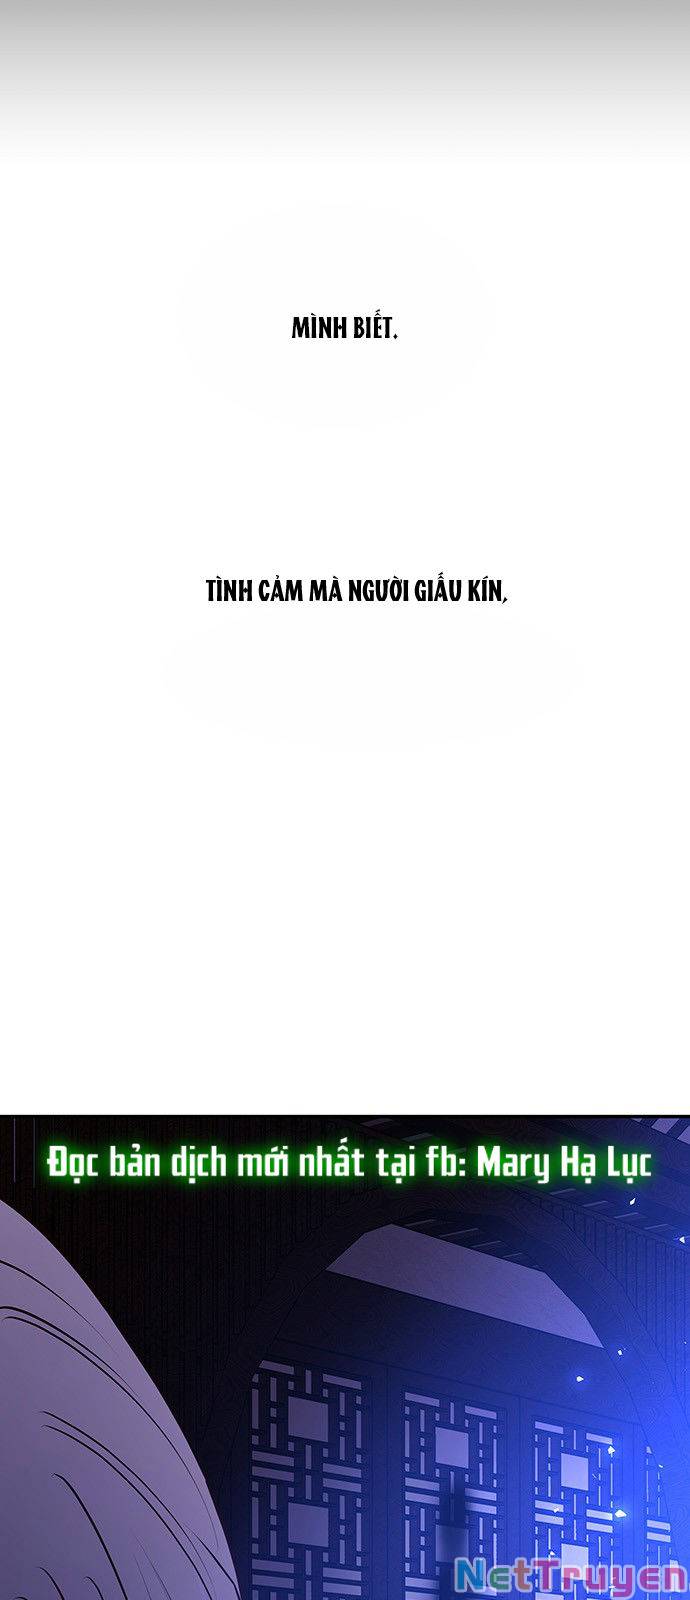 MÌNH BIẾT.
TÌNH CẢM MÀ NGƯỜI GIẤU KÍN,
Đọc bản dịch mới nhất tại fb: Mary Hạ Lục
NetTruyen